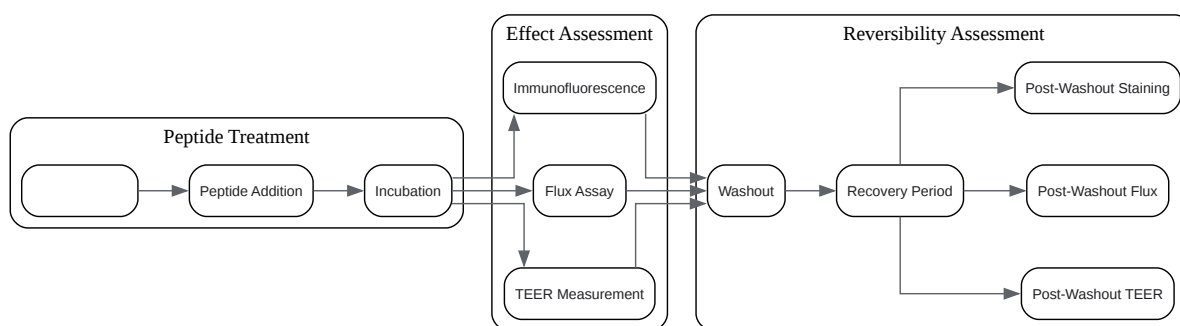 Peptide Treatment
Peptide Addition
Incubation
Effect Assessment
Immunofluorescence
Flux Assay
TEER Measurement
Reversibility Assessment
Washout
Recovery Period
Post-Washout Staining
Post-Washout Flux
Post-Washout TEER